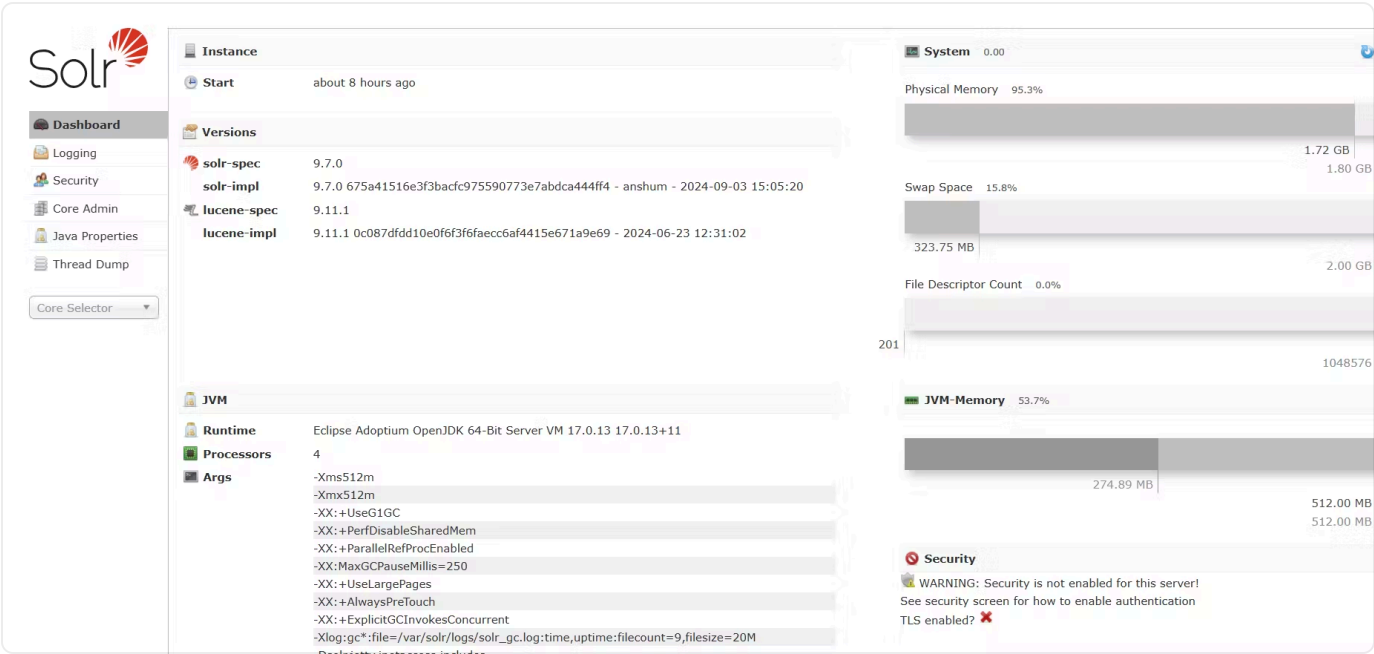 Solr
Dashboard
Logging
Security
Core Admin
Java Properties
Thread Dump
Core Selector
Instance
Start about 8 hours ago
Versions
solr-spec 9.7.0
solr-impl 9.7.0 675a41516e3f3bacfc975590773e7abdca444ff4 - anshum - 2024-09-03 15:05:20
lucene-spec 9.11.1
lucene-impl 9.11.1 0c087dfdd10e0f6f3f6faecc6af4415e671a9e69 - 2024-06-23 12:31:02
JVM
Runtime Eclipse Adoptium OpenJDK 64-Bit Server VM 17.0.13 17.0.13+11
Processors 4
Args -Xms512m
-Xmx512m
-XX:+UseG1GC
-XX:+PerfDisableSharedMem
-XX:+ParallelRefProcEnabled
-XX:MaxGCPauseMillis=250
-XX:+UseLargePages
-XX:+AlwaysPreTouch
-XX:+ExplicitGCInvokesConcurrent
-Xlog:gc*:file=/var/solr/logs/solr_gc.log:time,uptime:filecount=9,filesize=20M
System 0.00
Physical Memory 95.3%
1.72 GB
1.80 GB
Swap Space 15.8%
323.75 MB
2.00 GB
File Descriptor Count 0.0%
201
1048576
JVM-Memory 53.7%
274.89 MB
512.00 MB
512.00 MB
Security
WARNING: Security is not enabled for this server!
See security screen for how to enable authentication
TLS enabled?